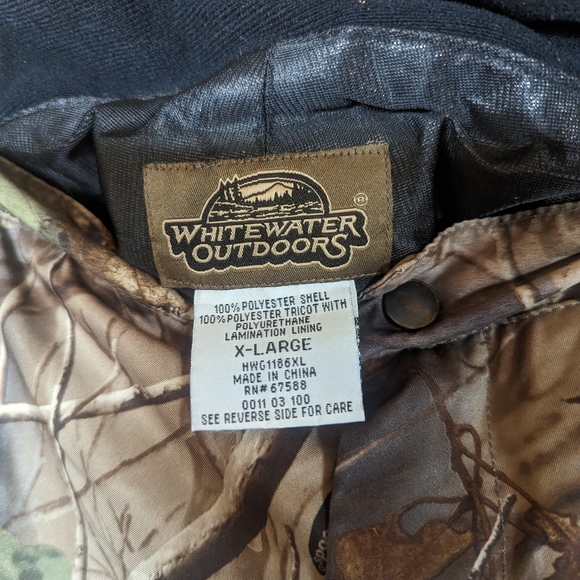 WHITEWATER
OUTDOORS
®
100% POLYESTER SHELL
100% POLYESTER TRICOT WITH
POLYURETHANE
LAMINATION LINING
X-LARGE
HWG1186XL
MADE IN CHINA
RN# 67588
0011 03 100
SEE REVERSE SIDE FOR CARE